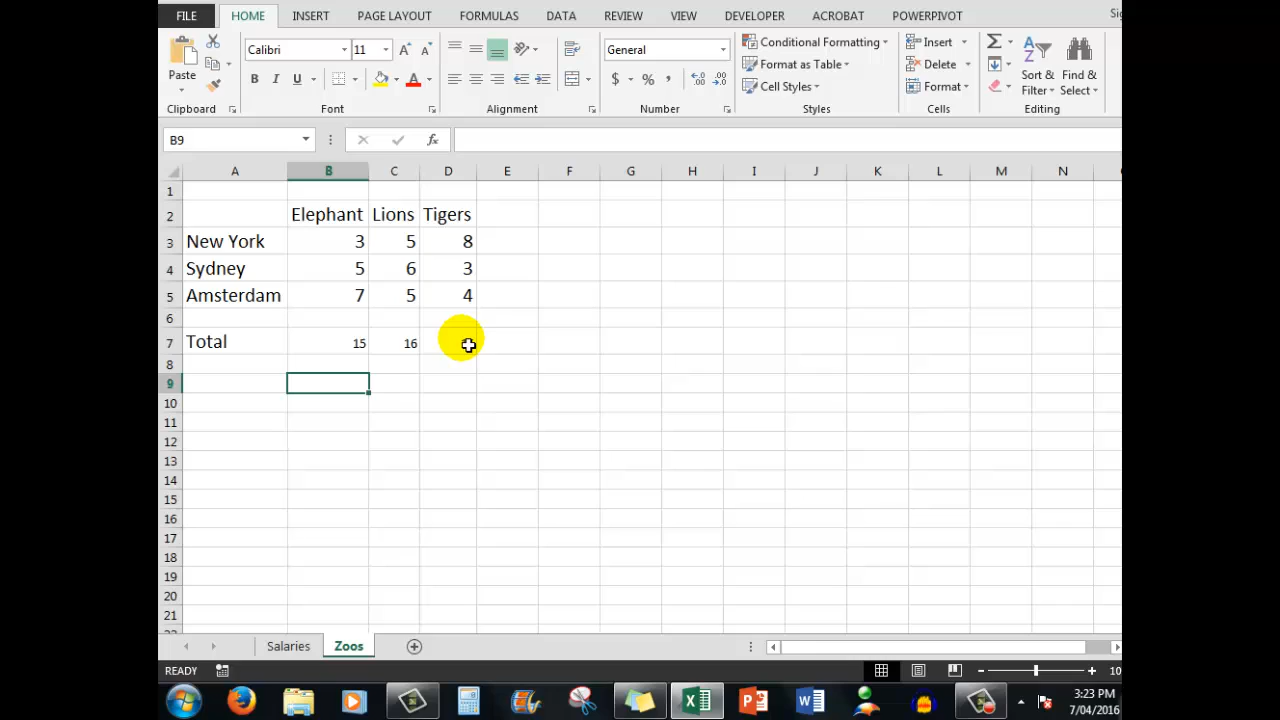 FILE HOME INSERT PAGE LAYOUT FORMULAS DATA REVIEW VIEW DEVELOPER ACROBAT POWERPIVOT
Paste
Calibri 11
B I U
General
$ % ,
Conditional Formatting
Format as Table
Cell Styles
Insert
Delete
Format
Sort & Filter
Find & Select
Clipboard Font Alignment Number Styles Cells Editing
B9 fx
A B C D E F G H I J K L M N
1
2 Elephant Lions Tigers
3 New York 3 5 8
4 Sydney 5 6 3
5 Amsterdam 7 5 4
6
7 Total 15 16
8
9
10
11
12
13
14
15
16
17
18
19
20
21
Salaries Zoos
READY
3:23 PM
7/04/2016